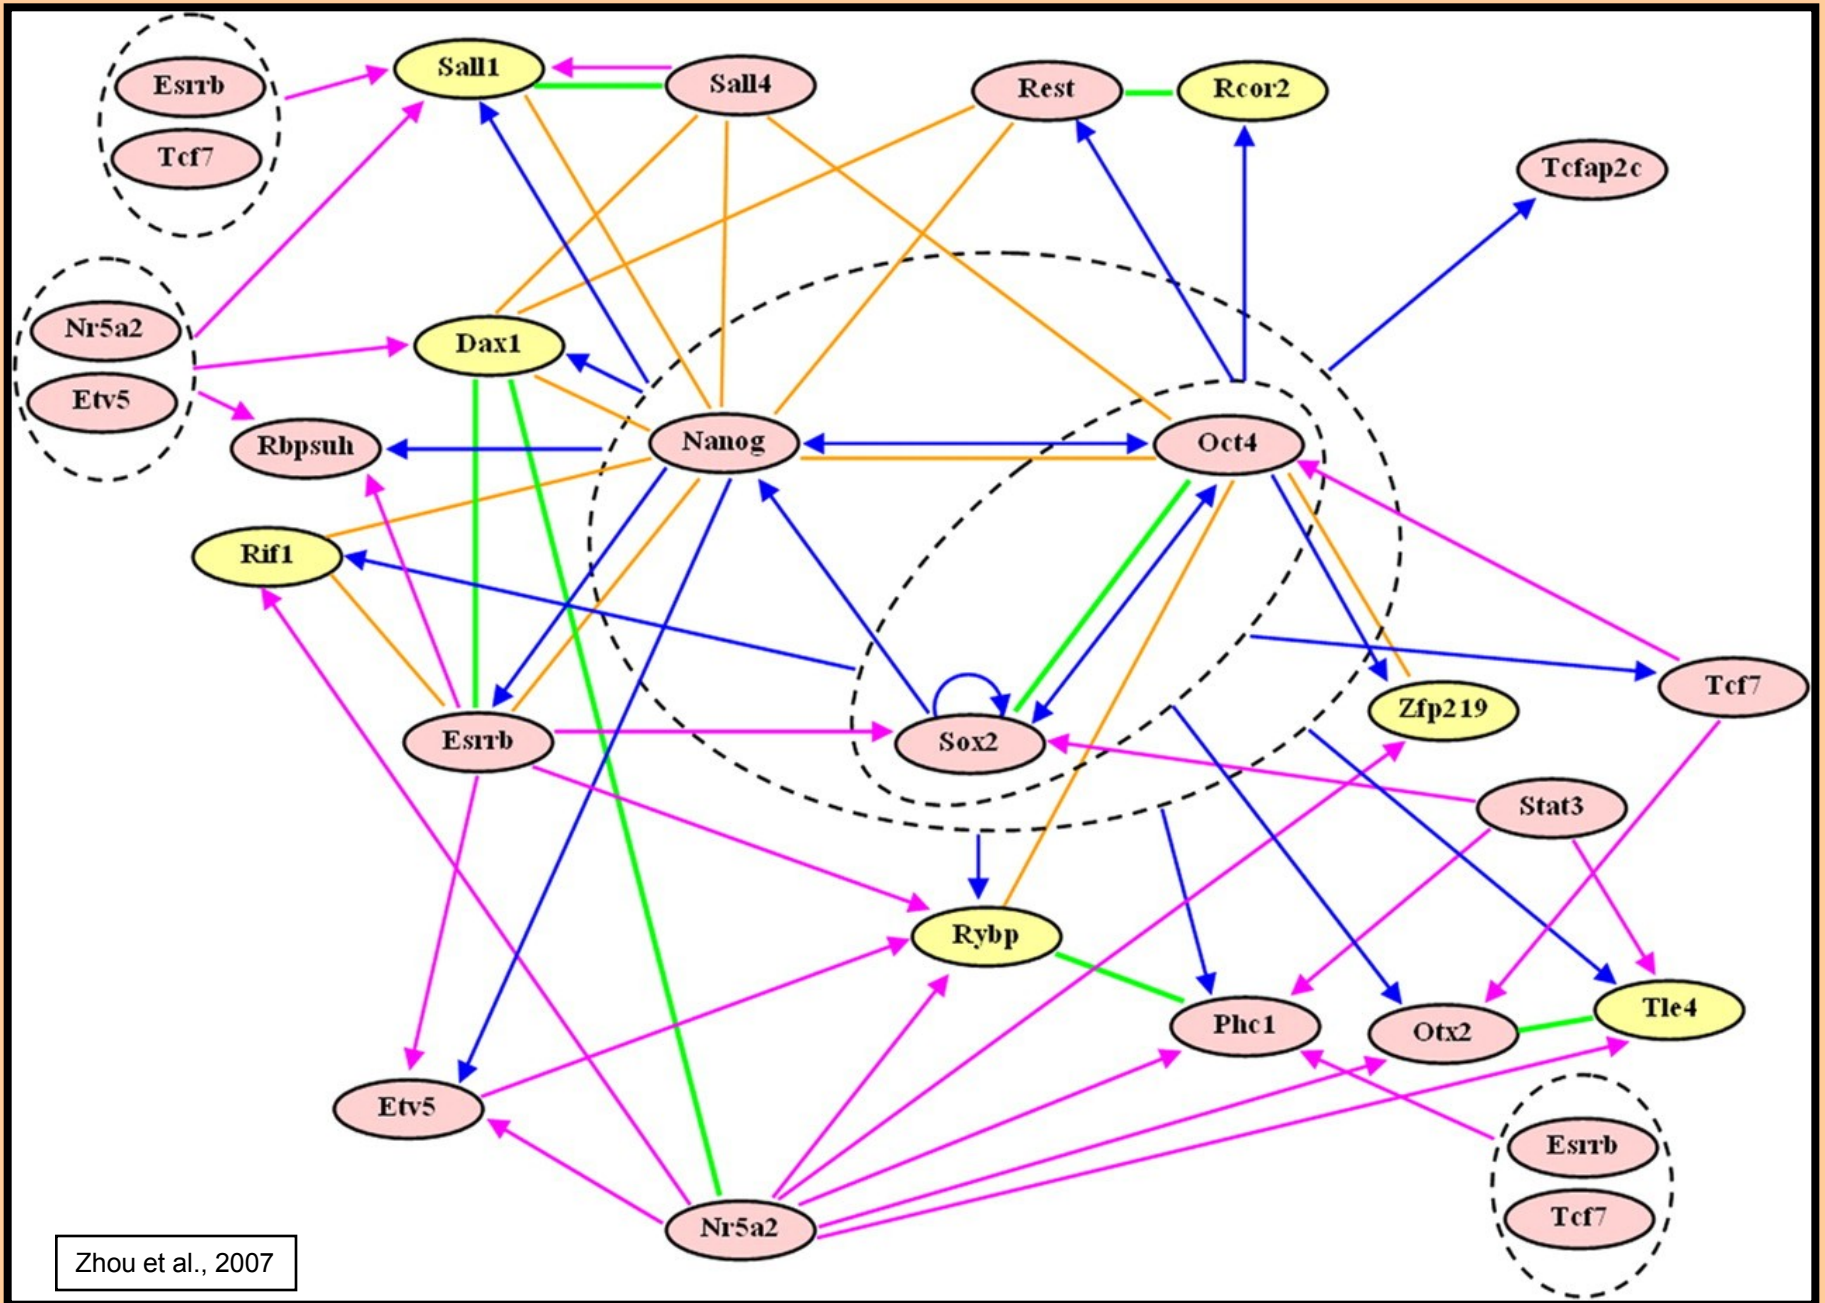 Esrrb
Sall1
Sall4
Rest
Rcor2
Tcf7
Tcfap2c
Nr5a2
Dax1
Etv5
Rbpsuh
Nanog
Oct4
Rif1
Esrrb
Sox2
Zfp219
Tcf7
Stat3
Rybp
Phc1
Otx2
Tle4
Etv5
Nr5a2
Esrrb
Tcf7
Zhou et al., 2007